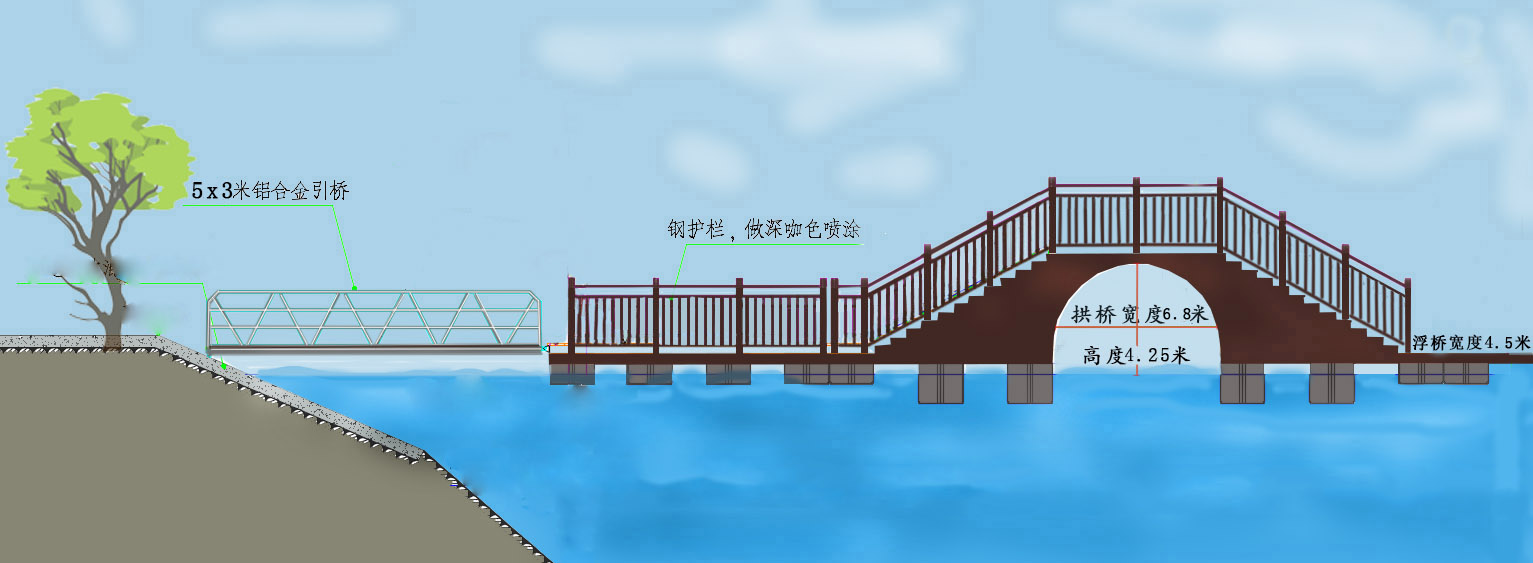 5x3米铝合金引桥
钢护栏，做深咖色喷涂
拱桥宽度6.8米
高度4.25米
浮桥宽度4.5米